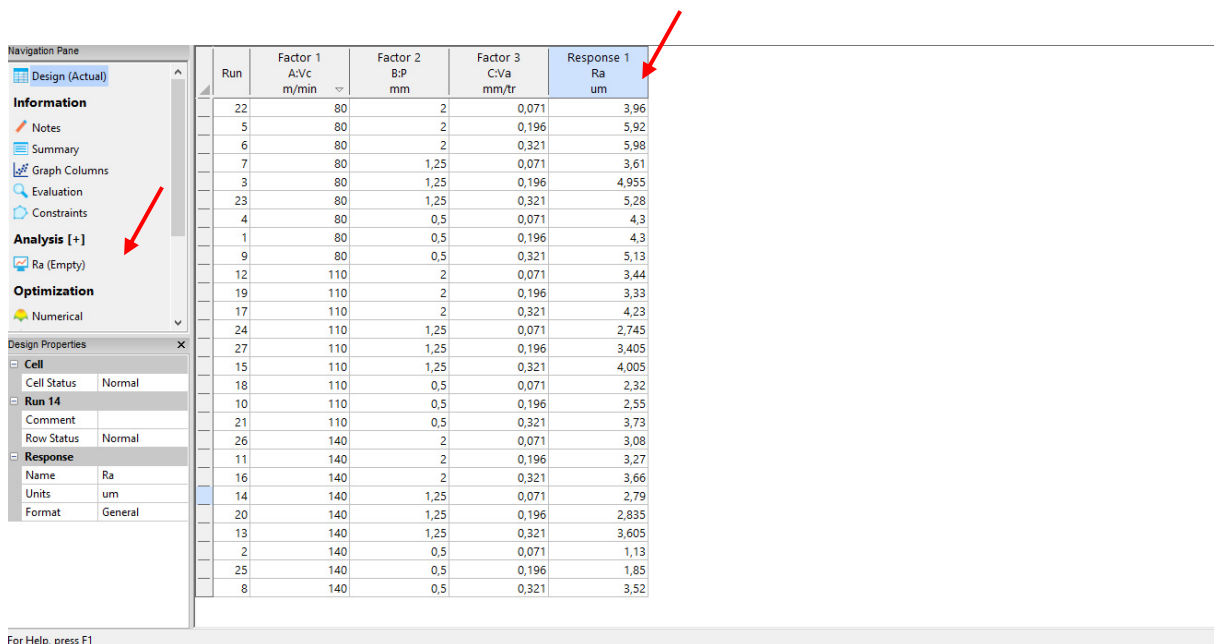 Navigation Pane
Design (Actual)
Information
Notes
Summary
Graph Columns
Evaluation
Constraints
Analysis [+]
Ra (Empty)
Optimization
Numerical
Design Properties
Cell
Cell Status Normal
Run 14
Comment
Row Status Normal
Response
Name Ra
Units um
Format General
Factor 1 Factor 2 Factor 3 Response 1
Run A:Vc B:P C:Va Ra
m/min mm mm/tr um
22 80 2 0,071 3,96
5 80 2 0,196 5,92
6 80 2 0,321 5,98
7 80 1,25 0,071 3,61
3 80 1,25 0,196 4,955
23 80 1,25 0,321 5,28
4 80 0,5 0,071 4,3
1 80 0,5 0,196 4,3
9 80 0,5 0,321 5,13
12 110 2 0,071 3,44
19 110 2 0,196 3,33
17 110 2 0,321 4,23
24 110 1,25 0,071 2,745
27 110 1,25 0,196 3,405
15 110 1,25 0,321 4,005
18 110 0,5 0,071 2,32
10 110 0,5 0,196 2,55
21 110 0,5 0,321 3,73
26 140 2 0,071 3,08
11 140 2 0,196 3,27
16 140 2 0,321 3,66
14 140 1,25 0,071 2,79
20 140 1,25 0,196 2,835
13 140 1,25 0,321 3,605
2 140 0,5 0,071 1,13
25 140 0,5 0,196 1,85
8 140 0,5 0,321 3,52
For Help, press F1